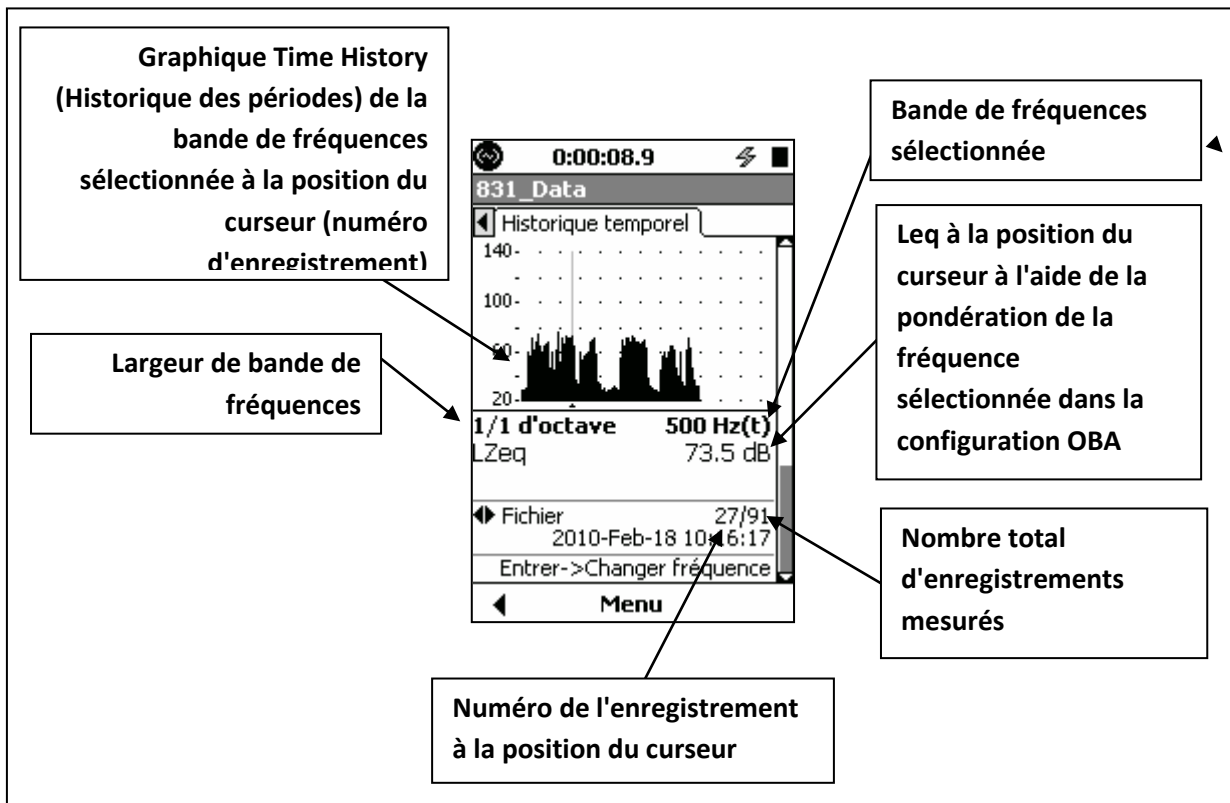 Graphique Time History
(Historique des périodes) de la
bande de fréquences
sélectionnée à la position du
curseur (numéro
d'enregistrement)
Largeur de bande de
fréquences
0:00:08.9
831_Data
Historique temporel
140
100
60
20
1/1 d'octave 500 Hz(t)
LZeq 73.5 dB
Fichier 27/91
2010-Feb-18 10:16:17
Entrer->Changer fréquence
Menu
Bande de fréquences
sélectionnée
Leq à la position du
curseur à l'aide de la
pondération de la
fréquence
sélectionnée dans la
configuration OBA
Nombre total
d'enregistrements
mesurés
Numéro de l'enregistrement
à la position du curseur